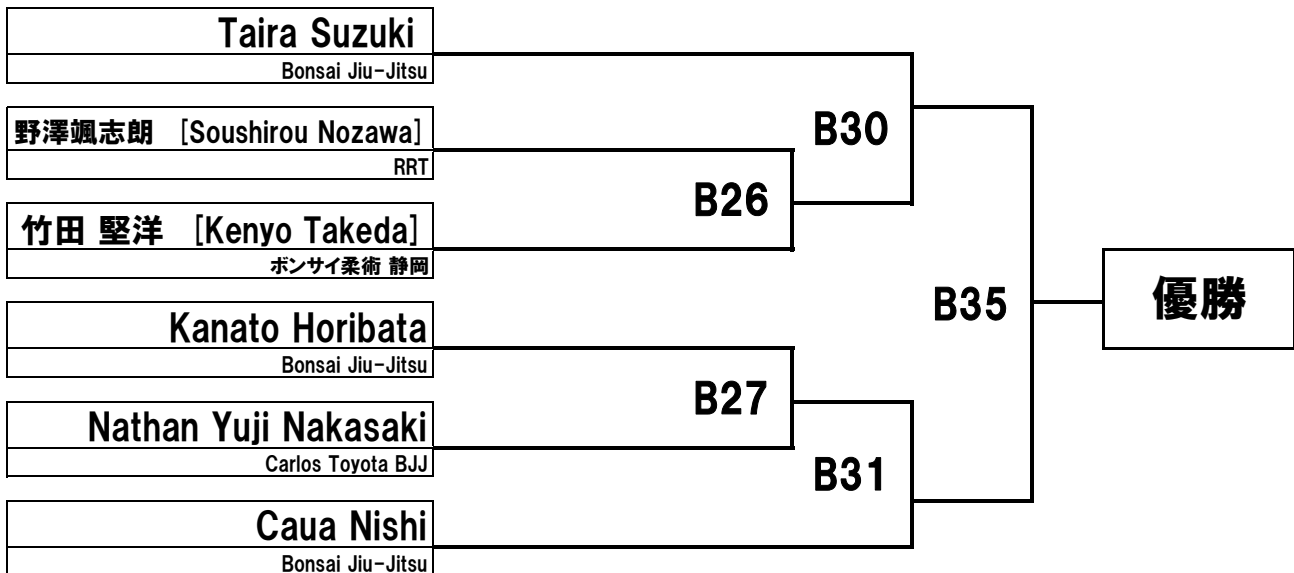 Taira Suzuki
Bonsai Jiu-Jitsu
野澤颯志朗 [Soushirou Nozawa]
RRT
竹田 堅洋 [Kenyo Takeda]
ボンサイ柔術 静岡
Kanato Horibata
Bonsai Jiu-Jitsu
Nathan Yuji Nakasaki
Carlos Toyota BJJ
Caua Nishi
Bonsai Jiu-Jitsu
B26
B27
B30
B31
B35
優勝